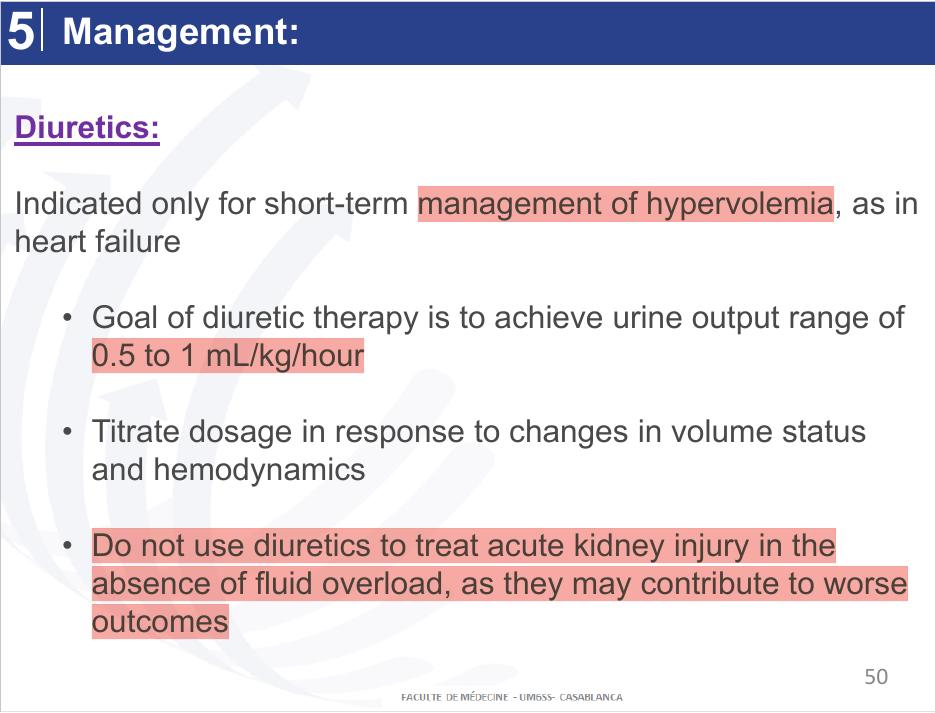 5 Management:
Diuretics:
Indicated only for short-term management of hypervolemia, as in
heart failure
• Goal of diuretic therapy is to achieve urine output range of
0.5 to 1 mL/kg/hour
• Titrate dosage in response to changes in volume status
and hemodynamics
• Do not use diuretics to treat acute kidney injury in the
absence of fluid overload, as they may contribute to worse
outcomes
50
FACULTE DE MÉDECINE - UM6SS- CASABLANCA